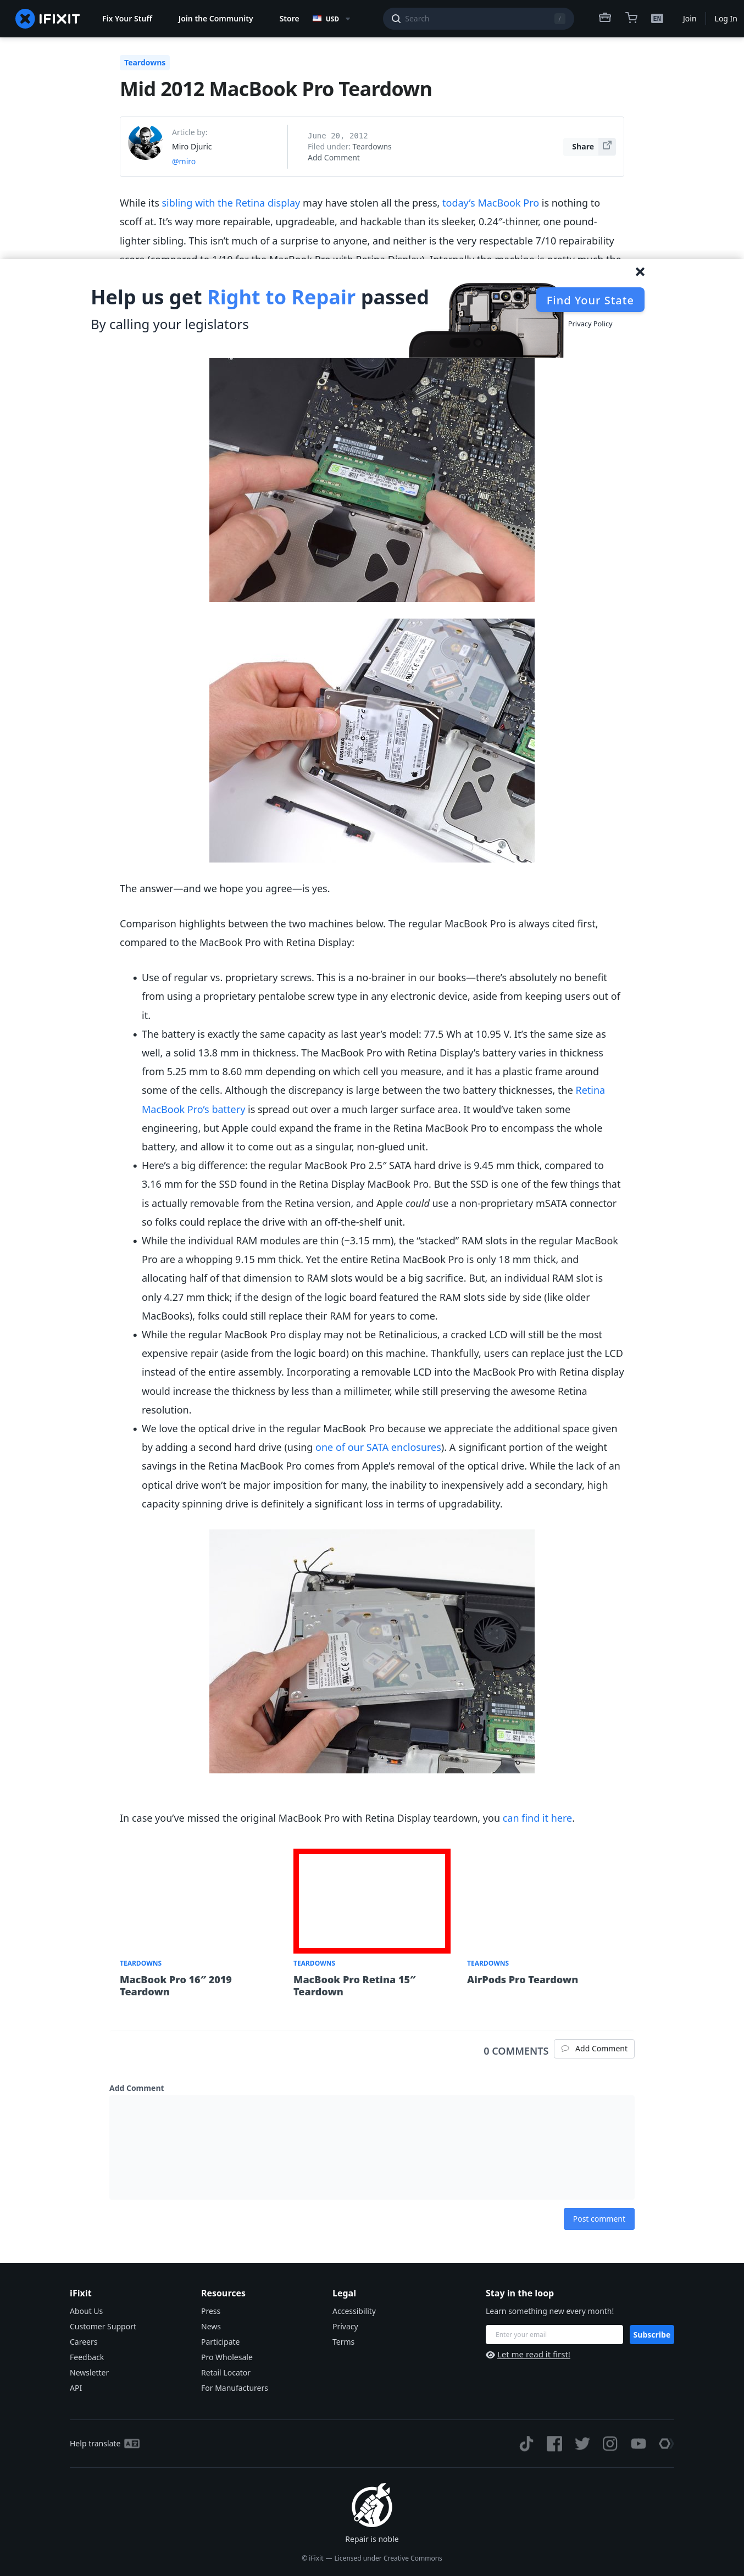 IFIXIT
Fix Your Stuff
Join the Community
Store
USD
Search
/
EN
Join
Log In
Teardowns
Mid 2012 MacBook Pro Teardown
Article by:
Miro Djuric
@miro
June 20, 2012
Filed under: Teardowns
Add Comment
Share
While its sibling with the Retina display may have stolen all the press, today’s MacBook Pro is nothing to
scoff at. It’s way more repairable, upgradeable, and hackable than its sleeker, 0.24″-thinner, one pound-
lighter sibling. This isn’t much of a surprise to anyone, and neither is the very respectable 7/10 repairability
Help us get Right to Repair passed
By calling your legislators
Find Your State
Privacy Policy
The answer—and we hope you agree—is yes.
Comparison highlights between the two machines below. The regular MacBook Pro is always cited first,
compared to the MacBook Pro with Retina Display:
Use of regular vs. proprietary screws. This is a no-brainer in our books—there’s absolutely no benefit
from using a proprietary pentalobe screw type in any electronic device, aside from keeping users out of
it.
The battery is exactly the same capacity as last year’s model: 77.5 Wh at 10.95 V. It’s the same size as
well, a solid 13.8 mm in thickness. The MacBook Pro with Retina Display’s battery varies in thickness
from 5.25 mm to 8.60 mm depending on which cell you measure, and it has a plastic frame around
some of the cells. Although the discrepancy is large between the two battery thicknesses, the Retina
MacBook Pro’s battery is spread out over a much larger surface area. It would’ve taken some
engineering, but Apple could expand the frame in the Retina MacBook Pro to encompass the whole
battery, and allow it to come out as a singular, non-glued unit.
Here’s a big difference: the regular MacBook Pro 2.5″ SATA hard drive is 9.45 mm thick, compared to
3.16 mm for the SSD found in the Retina Display MacBook Pro. But the SSD is one of the few things that
is actually removable from the Retina version, and Apple could use a non-proprietary mSATA connector
so folks could replace the drive with an off-the-shelf unit.
While the individual RAM modules are thin (~3.15 mm), the “stacked” RAM slots in the regular MacBook
Pro are a whopping 9.15 mm thick. Yet the entire Retina MacBook Pro is only 18 mm thick, and
allocating half of that dimension to RAM slots would be a big sacrifice. But, an individual RAM slot is
only 4.27 mm thick; if the design of the logic board featured the RAM slots side by side (like older
MacBooks), folks could still replace their RAM for years to come.
While the regular MacBook Pro display may not be Retinalicious, a cracked LCD will still be the most
expensive repair (aside from the logic board) on this machine. Thankfully, users can replace just the LCD
instead of the entire assembly. Incorporating a removable LCD into the MacBook Pro with Retina display
would increase the thickness by less than a millimeter, while still preserving the awesome Retina
resolution.
We love the optical drive in the regular MacBook Pro because we appreciate the additional space given
by adding a second hard drive (using one of our SATA enclosures). A significant portion of the weight
savings in the Retina MacBook Pro comes from Apple’s removal of the optical drive. While the lack of an
optical drive won’t be major imposition for many, the inability to inexpensively add a secondary, high
capacity spinning drive is definitely a significant loss in terms of upgradability.
In case you’ve missed the original MacBook Pro with Retina Display teardown, you can find it here.
TEARDOWNS
MacBook Pro 16″ 2019
Teardown
TEARDOWNS
MacBook Pro Retina 15″
Teardown
TEARDOWNS
AirPods Pro Teardown
0 COMMENTS
Add Comment
Add Comment
Post comment
iFixit
About Us
Customer Support
Careers
Feedback
Newsletter
API
Resources
Press
News
Participate
Pro Wholesale
Retail Locator
For Manufacturers
Legal
Accessibility
Privacy
Terms
Stay in the loop
Learn something new every month!
Enter your email
Subscribe
Let me read it first!
Help translate
Repair is noble
© iFixit — Licensed under Creative Commons